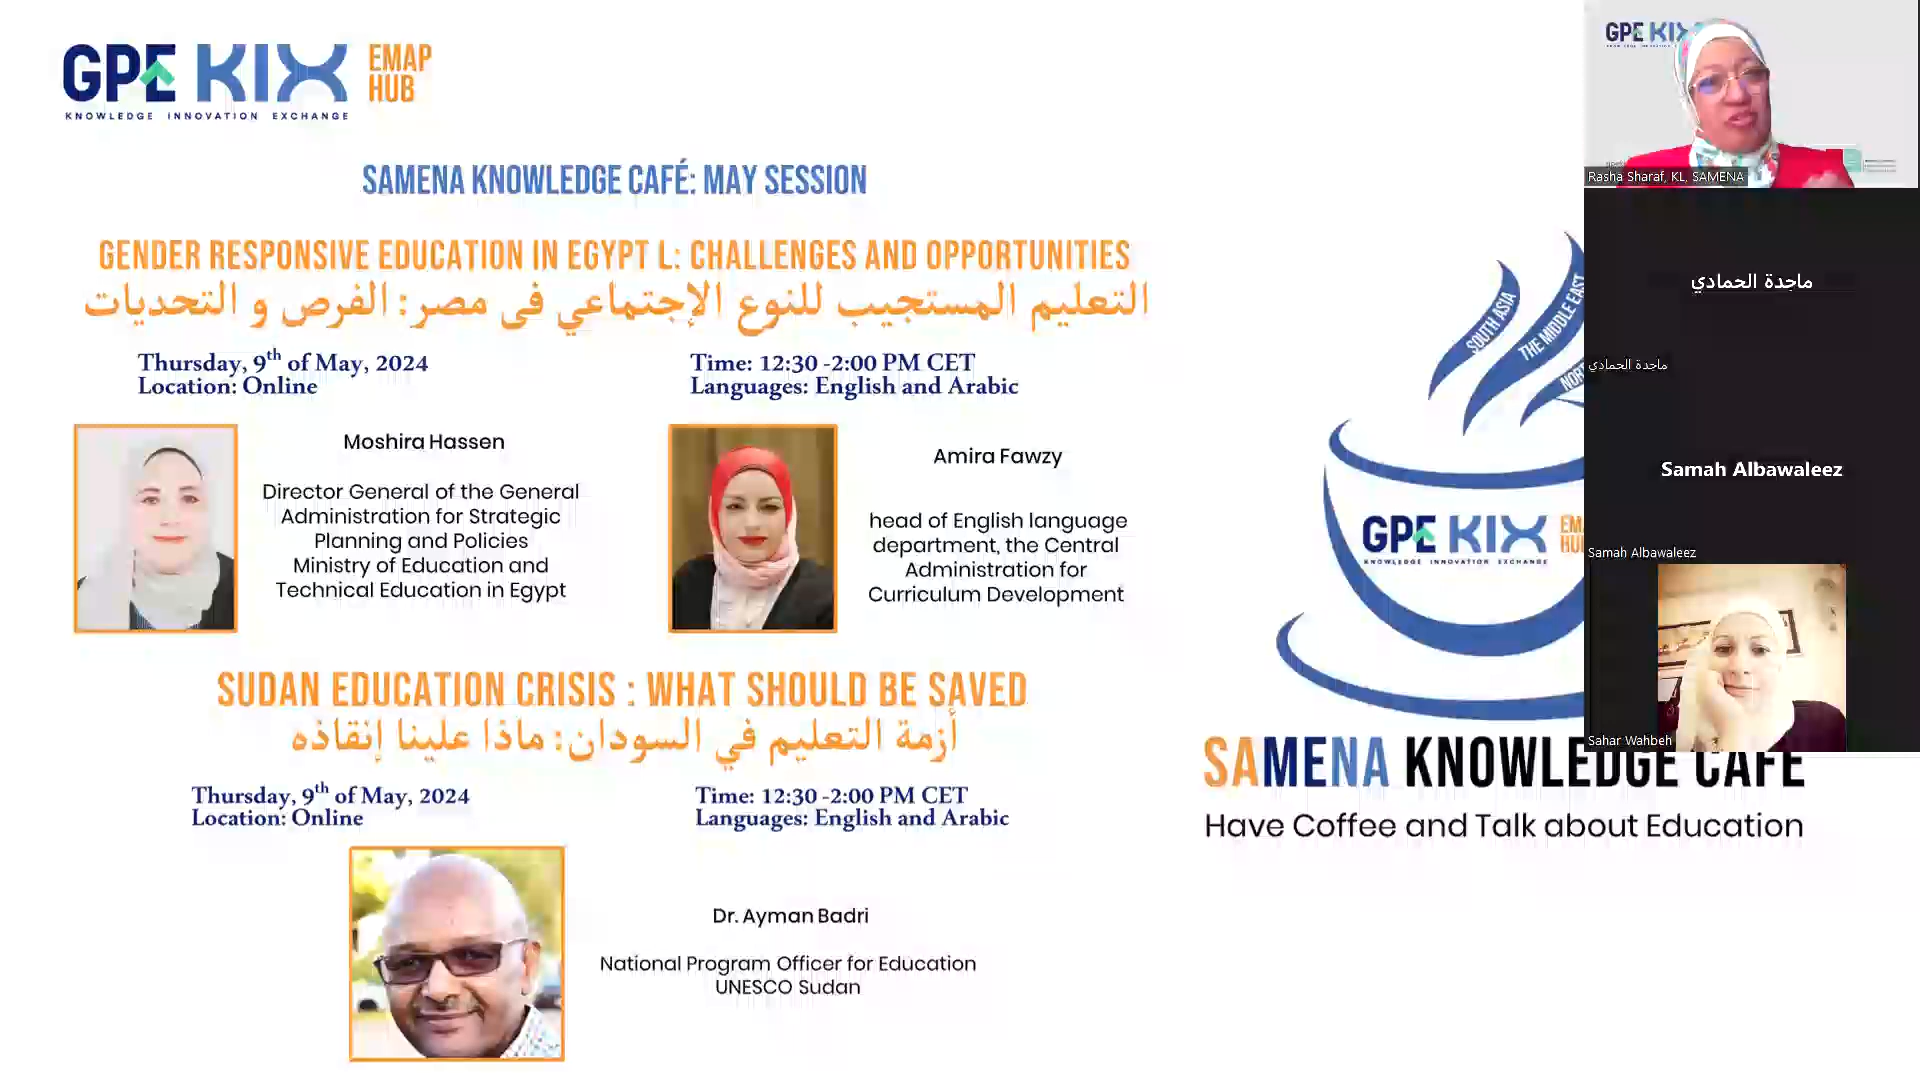 GPE KIX EMAP HUB
KNOWLEDGE INNOVATION EXCHANGE
SAMENA KNOWLEDGE CAFÉ: MAY SESSION
GENDER RESPONSIVE EDUCATION IN EGYPT L: CHALLENGES AND OPPORTUNITIES
التعليم المستجيب للنوع الإجتماعي فى مصر: الفرص و التحديات
Thursday, 9th of May, 2024
Location: Online
Time: 12:30 -2:00 PM CET
Languages: English and Arabic
Moshira Hassen
Director General of the General
Administration for Strategic
Planning and Policies
Ministry of Education and
Technical Education in Egypt
Amira Fawzy
head of English language
department, the Central
Administration for
Curriculum Development
SUDAN EDUCATION CRISIS : WHAT SHOULD BE SAVED
أزمة التعليم في السودان: ماذا علينا إنقاذه
Thursday, 9th of May, 2024
Location: Online
Time: 12:30 -2:00 PM CET
Languages: English and Arabic
Dr. Ayman Badri
National Program Officer for Education
UNESCO Sudan
SOUTH ASIA
THE MIDDLE EAST
GPE KIX
KNOWLEDGE INNOVATION EXCHANGE
SAMENA KNOWLEDGE CAFE
Have Coffee and Talk about Education
GPE KIX
Rasha Sharaf, KL, SAMENA
ماجدة الحمادي
ماجدة الحمادي
Samah Albawaleez
Samah Albawaleez
Sahar Wahbeh